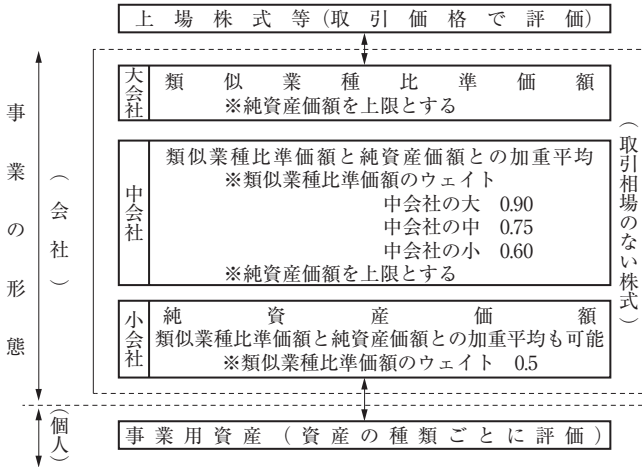 上場株式等(取引価格で評価)
事業の形態
(会社)
大会社
類似業種比準価額
※純資産価額を上限とする
中会社
類似業種比準価額と純資産価額との加重平均
※類似業種比準価額のウェイト
中会社の大 0.90
中会社の中 0.75
中会社の小 0.60
※純資産価額を上限とする
小会社
純資産価額
類似業種比準価額と純資産価額との加重平均も可能
※類似業種比準価額のウェイト 0.5
(取引相場のない株式)
(個人)
事業用資産(資産の種類ごとに評価)